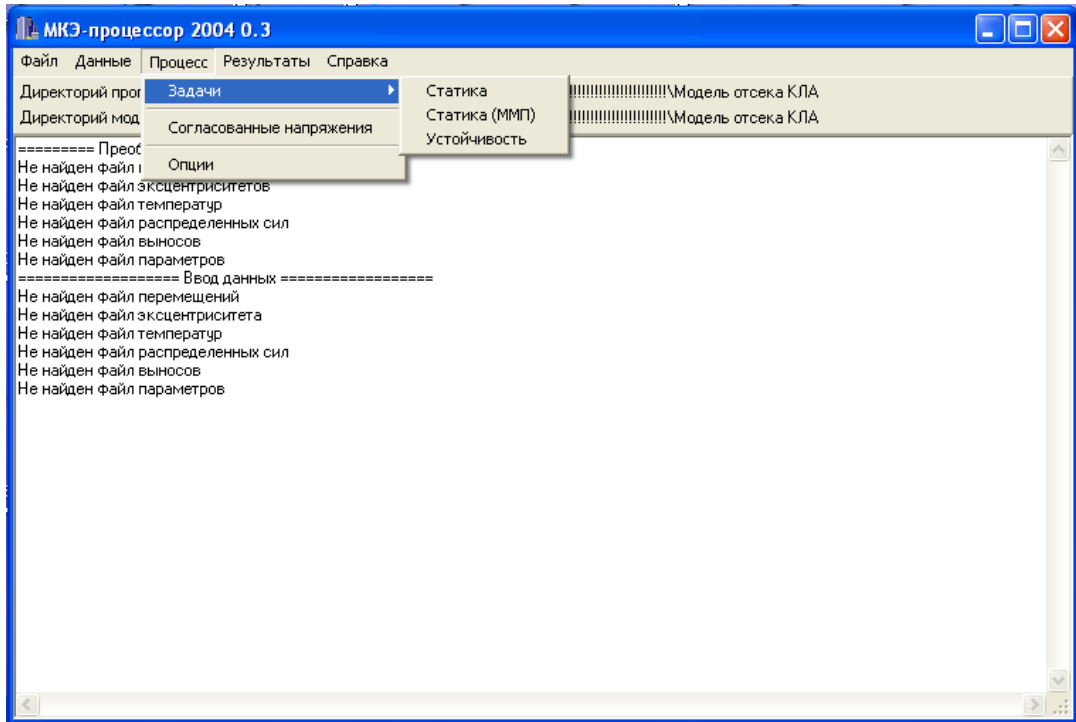 МКЭ-процессор 2004 0.3
Файл Данные Процесс Результаты Справка
Директорий \Модель отсека КЛА
Директорий \Модель отсека КЛА
Задачи
Согласованные напряжения
Опции
Статика
Статика (ММП)
Устойчивость
=========
Не найден файл
Не найден файл эксцентриситетов
Не найден файл температур
Не найден файл распределенных сил
Не найден файл выносов
Не найден файл параметров
=================== Ввод данных ==================
Не найден файл перемещений
Не найден файл эксцентриситета
Не найден файл температур
Не найден файл распределенных сил
Не найден файл выносов
Не найден файл параметров